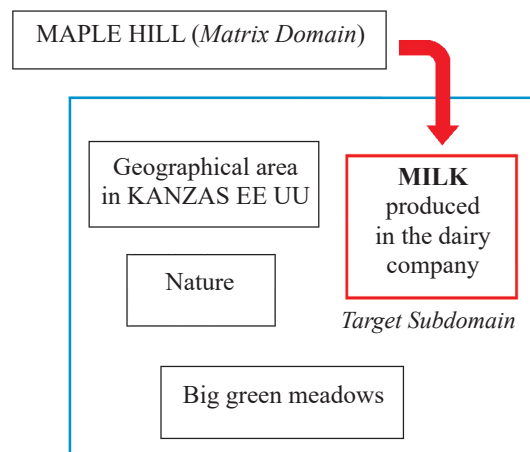 MAPLE HILL (Matrix Domain)
Geographical area
in KANZAS EE UU
MILK
produced
in the dairy
company
Nature
Target Subdomain
Big green meadows